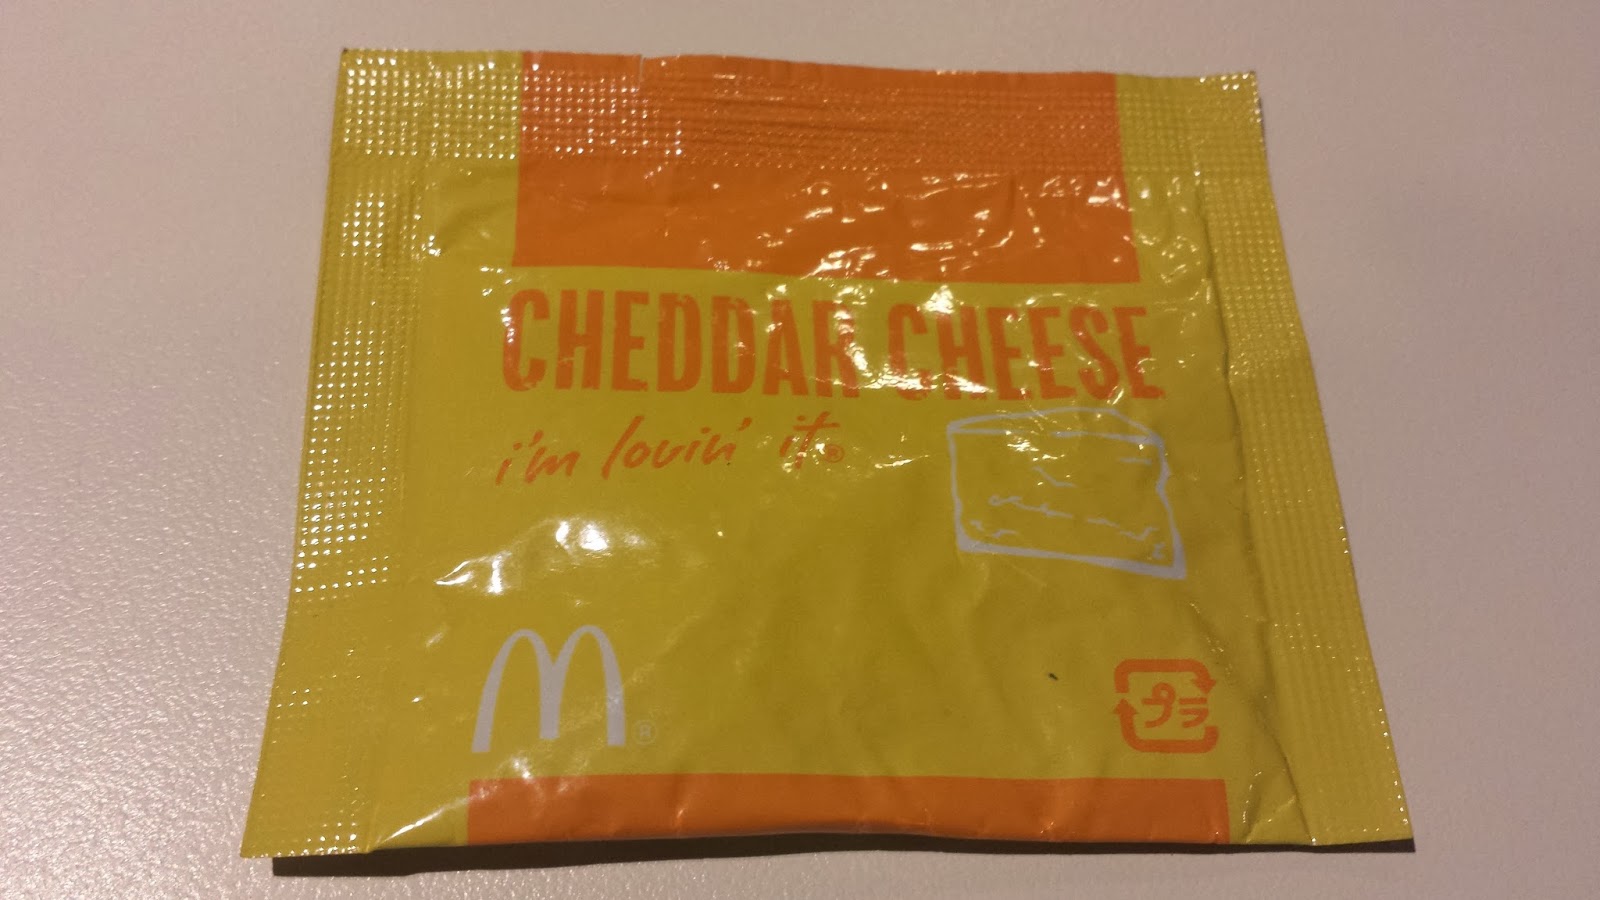 CHEDDAR CHEESE
i'm lovin' it®
M®
プラ